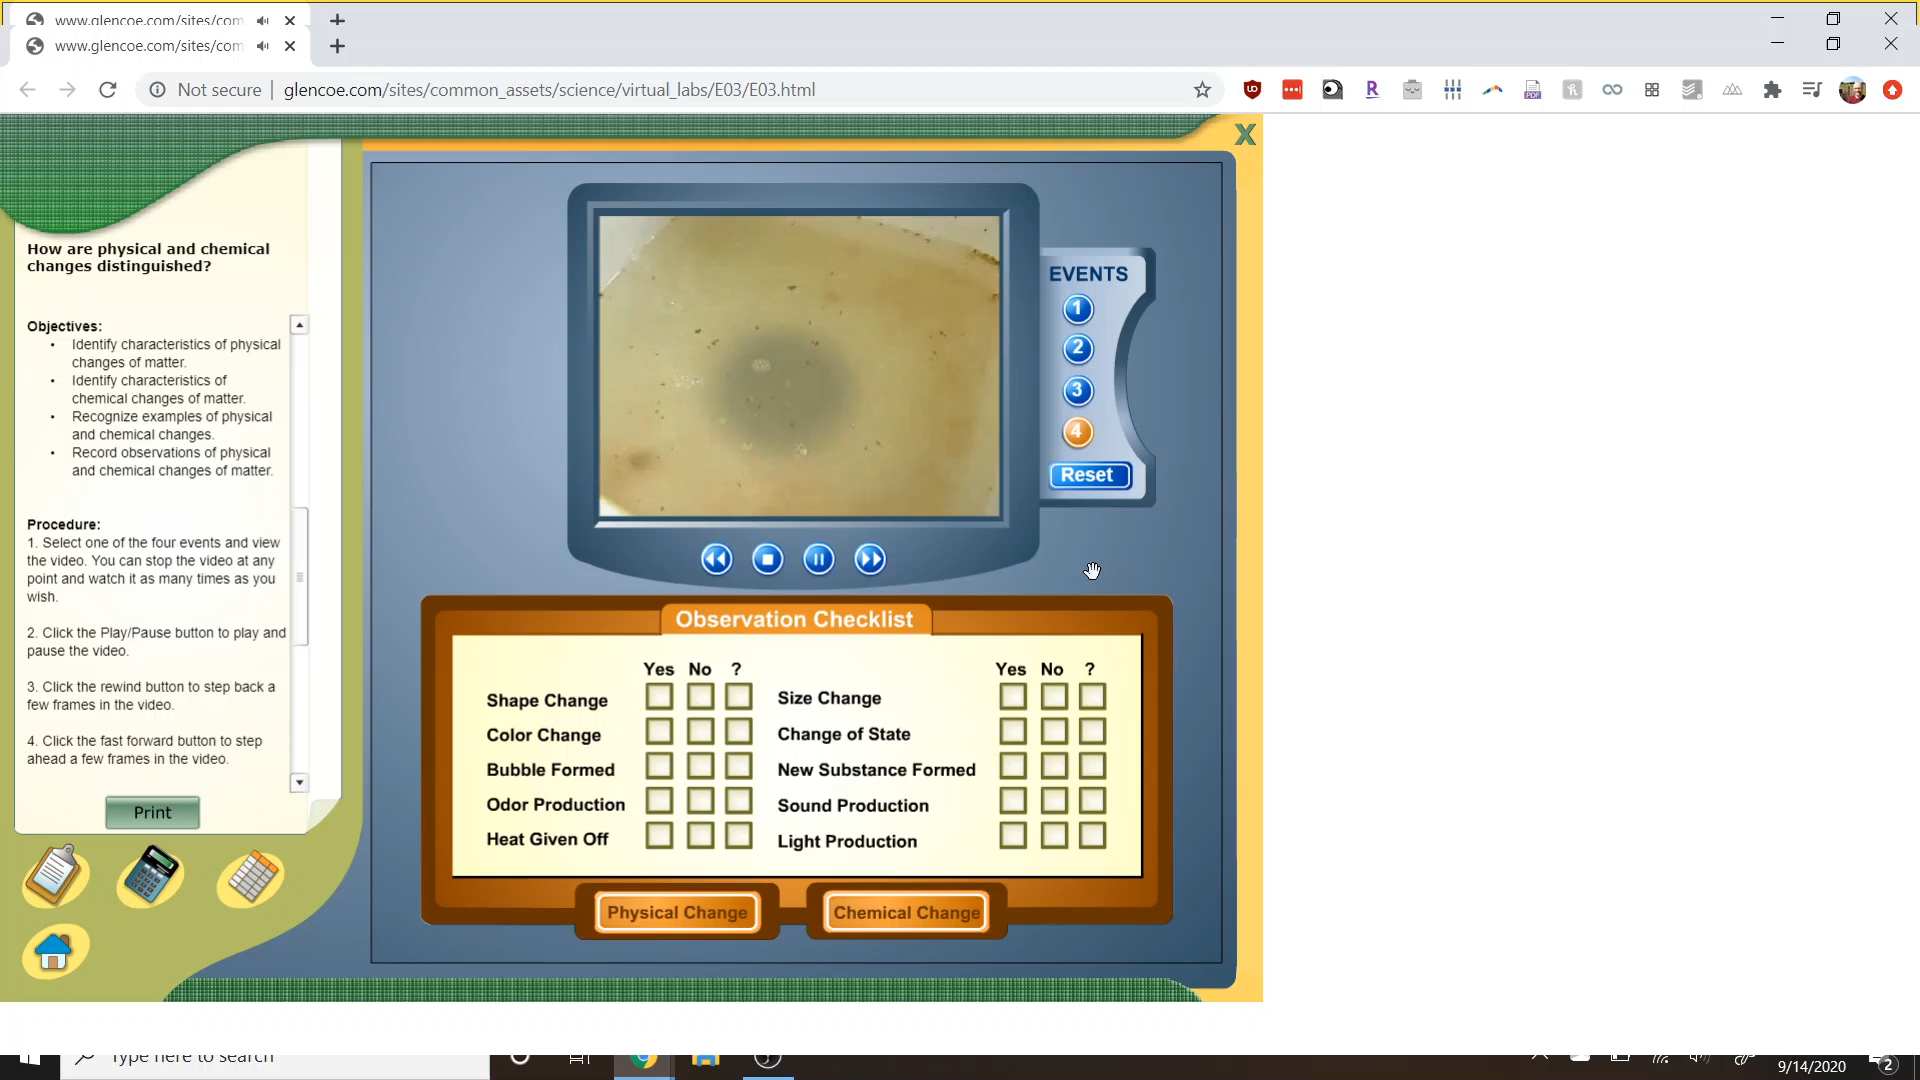 www.glencoe.com/sites/com
www.glencoe.com/sites/com
Not secure | glencoe.com/sites/common_assets/science/virtual_labs/E03/E03.html
X
How are physical and chemical
changes distinguished?
Objectives:
• Identify characteristics of physical
changes of matter.
• Identify characteristics of
chemical changes of matter.
• Recognize examples of physical
and chemical changes.
• Record observations of physical
and chemical changes of matter.
Procedure:
1. Select one of the four events and view
the video. You can stop the video at any
point and watch it as many times as you
wish.
2. Click the Play/Pause button to play and
pause the video.
3. Click the rewind button to step back a
few frames in the video.
4. Click the fast forward button to step
ahead a few frames in the video.
Print
EVENTS
1
2
3
4
Reset
Observation Checklist
Yes No ? Yes No ?
Shape Change Size Change
Color Change Change of State
Bubble Formed New Substance Formed
Odor Production Sound Production
Heat Given Off Light Production
Physical Change Chemical Change
Type here to search
9/14/2020 2